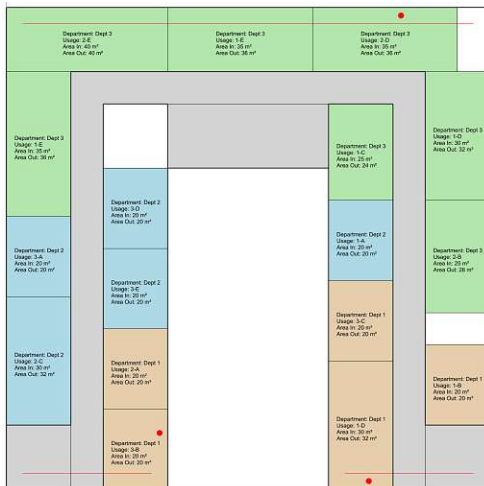 Department: Dept 3
Usage: 2-E
Area In: 40 m²
Area Out: 40 m²
Department: Dept 3
Usage: 1-E
Area In: 35 m²
Area Out: 36 m²
Department: Dept 3
Usage: 2-D
Area In: 35 m²
Area Out: 36 m²
Department: Dept 3
Usage: 1-E
Area In: 35 m²
Area Out: 36 m²
Department: Dept 3
Usage: 1-C
Area In: 25 m²
Area Out: 24 m²
Department: Dept 3
Usage: 1-D
Area In: 30 m²
Area Out: 32 m²
Department: Dept 2
Usage: 3-D
Area In: 20 m²
Area Out: 20 m²
Department: Dept 2
Usage: 3-A
Area In: 20 m²
Area Out: 20 m²
Department: Dept 2
Usage: 1-A
Area In: 20 m²
Area Out: 20 m²
Department: Dept 3
Usage: 2-B
Area In: 25 m²
Area Out: 28 m²
Department: Dept 2
Usage: 3-E
Area In: 20 m²
Area Out: 20 m²
Department: Dept 1
Usage: 3-C
Area In: 20 m²
Area Out: 20 m²
Department: Dept 2
Usage: 2-C
Area In: 30 m²
Area Out: 32 m²
Department: Dept 1
Usage: 2-A
Area In: 20 m²
Area Out: 20 m²
Department: Dept 1
Usage: 1-B
Area In: 20 m²
Area Out: 20 m²
Department: Dept 1
Usage: 3-B
Area In: 20 m²
Area Out: 20 m²
Department: Dept 1
Usage: 1-D
Area In: 30 m²
Area Out: 32 m²